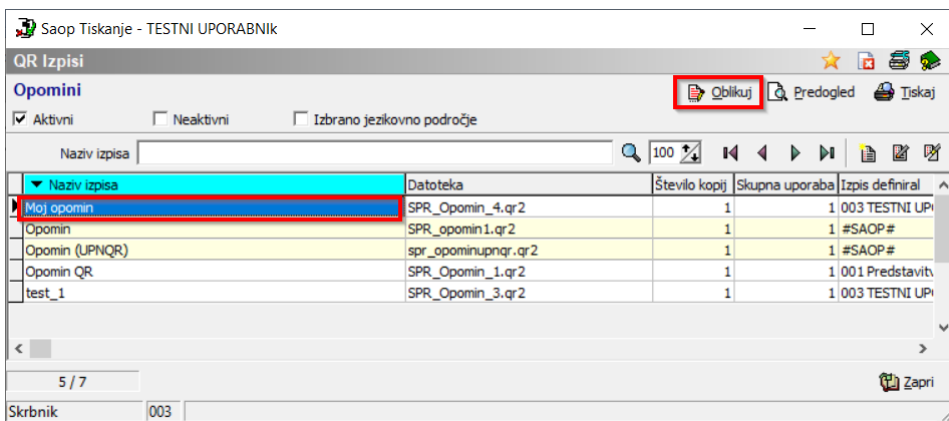 Saop Tiskanje - TESTNI UPORABNIk
QR Izpisi
Opomini
Oblikuj Predogled Tiskaj
Aktivni Neaktivni Izbrano jezikovno področje
Naziv izpisa 100
Naziv izpisa Datoteka Število kopij Skupna uporaba Izpis definiral
Moj opomin SPR_Opomin_4.qr2 1 1 003 TESTNI UP
Opomin SPR_opomin1.qr2 1 1 #SAOP#
Opomin (UPNQR) spr_opominupnqr.qr2 1 1 #SAOP#
Opomin QR SPR_Opomin_1.qr2 1 1 001 Predstavitv
test_1 SPR_Opomin_3.qr2 1 1 003 TESTNI UP
5 / 7
Zapri
Skrbnik 003